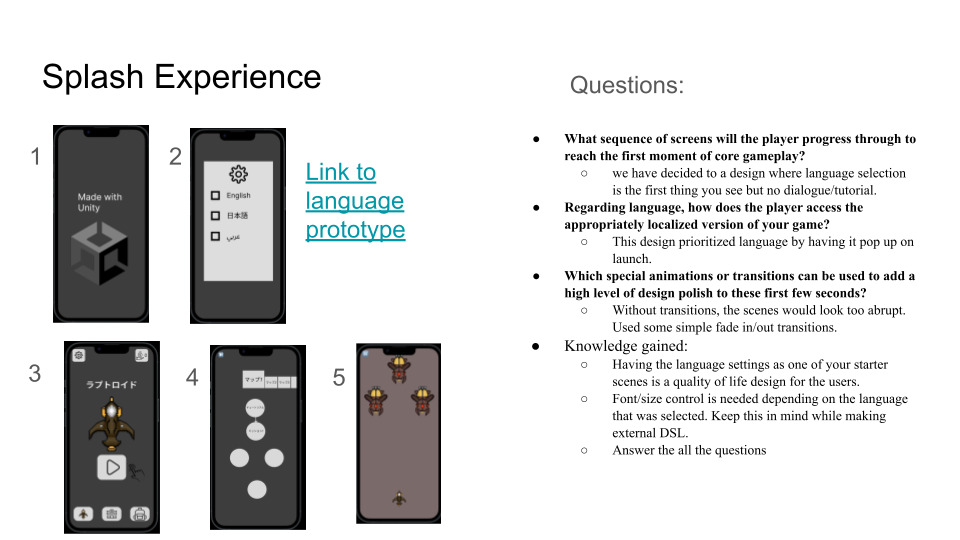 Splash Experience
1
Made with
Unity
2
English
日本語
عربي
Link to
language
prototype
3
ラプトロイド
4
マップ1
5
Questions:
● What sequence of screens will the player progress through to
reach the first moment of core gameplay?
○ we have decided to a design where language selection
is the first thing you see but no dialogue/tutorial.
● Regarding language, how does the player access the
appropriately localized version of your game?
○ This design prioritized language by having it pop up on
launch.
● Which special animations or transitions can be used to add a
high level of design polish to these first few seconds?
○ Without transitions, the scenes would look too abrupt.
Used some simple fade in/out transitions.
● Knowledge gained:
○ Having the language settings as one of your starter
scenes is a quality of life design for the users.
○ Font/size control is needed depending on the language
that was selected. Keep this in mind while making
external DSL.
○ Answer the all the questions